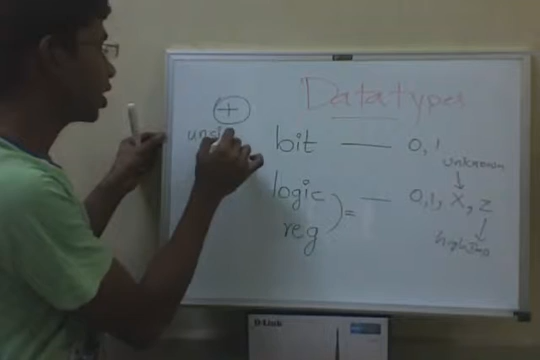 Datatypes
+
bit — 0, 1
unknown
logic — 0, 1, X, Z
reg ) =
D-Link